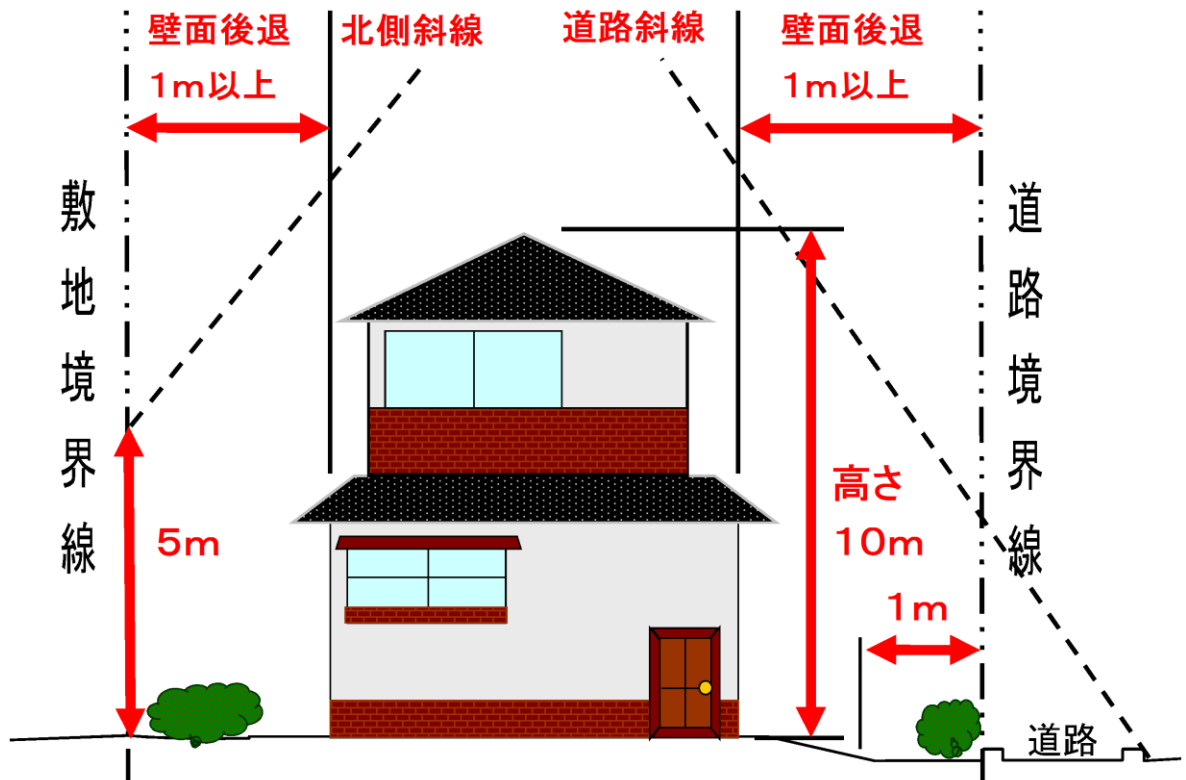 壁面後退
1m以上
北側斜線
道路斜線
壁面後退
1m以上
敷地境界線
道路境界線
5m
高さ
10m
1m
道路